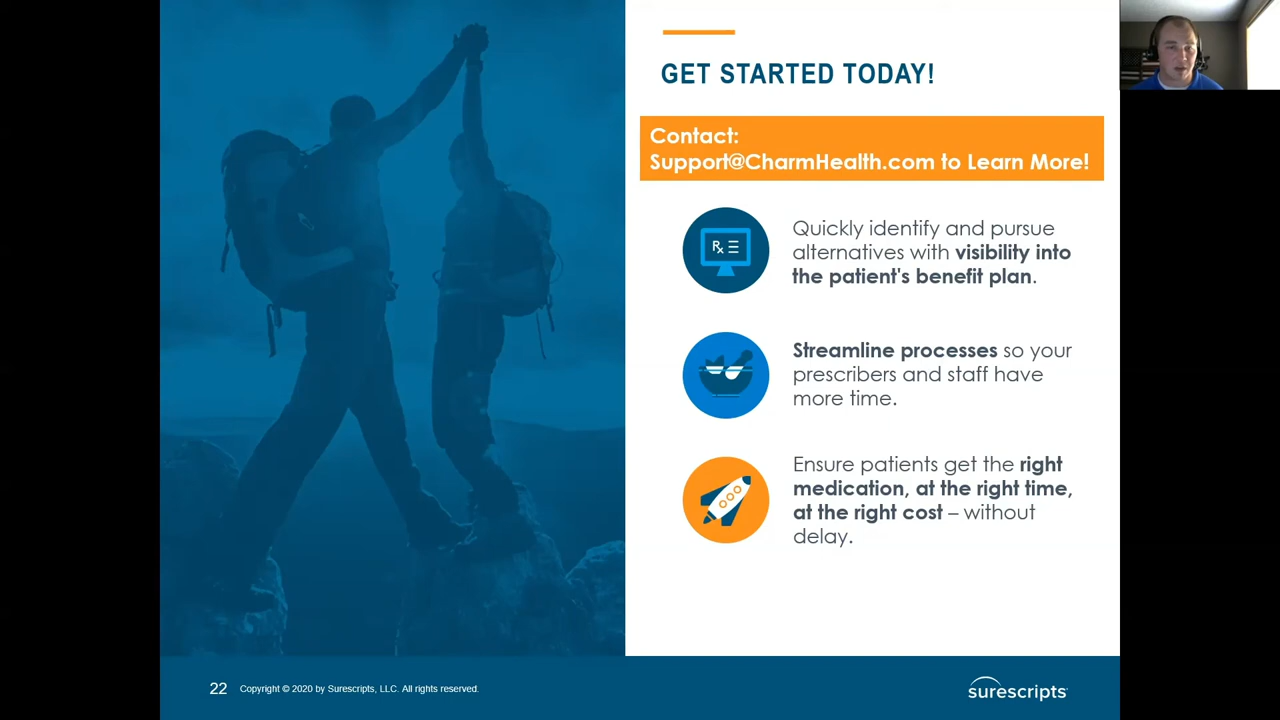 GET STARTED TODAY!
Contact:
Support@CharmHealth.com to Learn More!
Rx
Quickly identify and pursue
alternatives with visibility into
the patient's benefit plan.
Streamline processes so your
prescribers and staff have
more time.
Ensure patients get the right
medication, at the right time,
at the right cost – without
delay.
22 Copyright © 2020 by Surescripts, LLC. All rights reserved.
surescripts